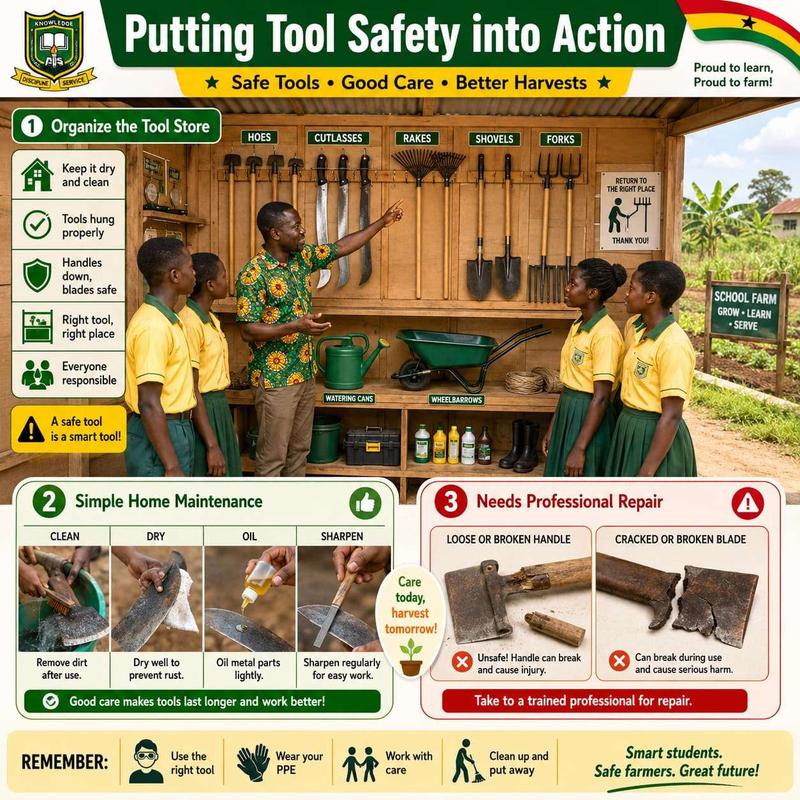 KNOWLEDGE
DISCIPLINE SERVICE
Putting Tool Safety into Action
★ Safe Tools • Good Care • Better Harvests ★
Proud to learn,
Proud to farm!
1 Organize the Tool Store
Keep it dry
and clean
Tools hung
properly
Handles
down,
blades safe
Right tool,
right place
Everyone
responsible
A safe tool
is a smart tool!
HOES
CUTLASSES
RAKES
SHOVELS
FORKS
RETURN TO
THE RIGHT PLACE
THANK YOU!
SCHOOL FARM
GROW • LEARN
• SERVE
WATERING CANS
WHEELBARROWS
2 Simple Home Maintenance
CLEAN
DRY
OIL
SHARPEN
Remove dirt
after use.
Dry well to
prevent rust.
Oil metal parts
lightly.
Sharpen regularly
for easy work.
Good care makes tools last longer and work better!
Care
today,
harvest
tomorrow!
3 Needs Professional Repair
LOOSE OR BROKEN HANDLE
CRACKED OR BROKEN BLADE
Unsafe! Handle can break
and cause injury.
Can break during use
and cause serious harm.
Take to a trained professional for repair.
REMEMBER:
Use the
right tool
Wear your
PPE
Work with
care
Clean up and
put away
Smart students.
Safe farmers. Great future!